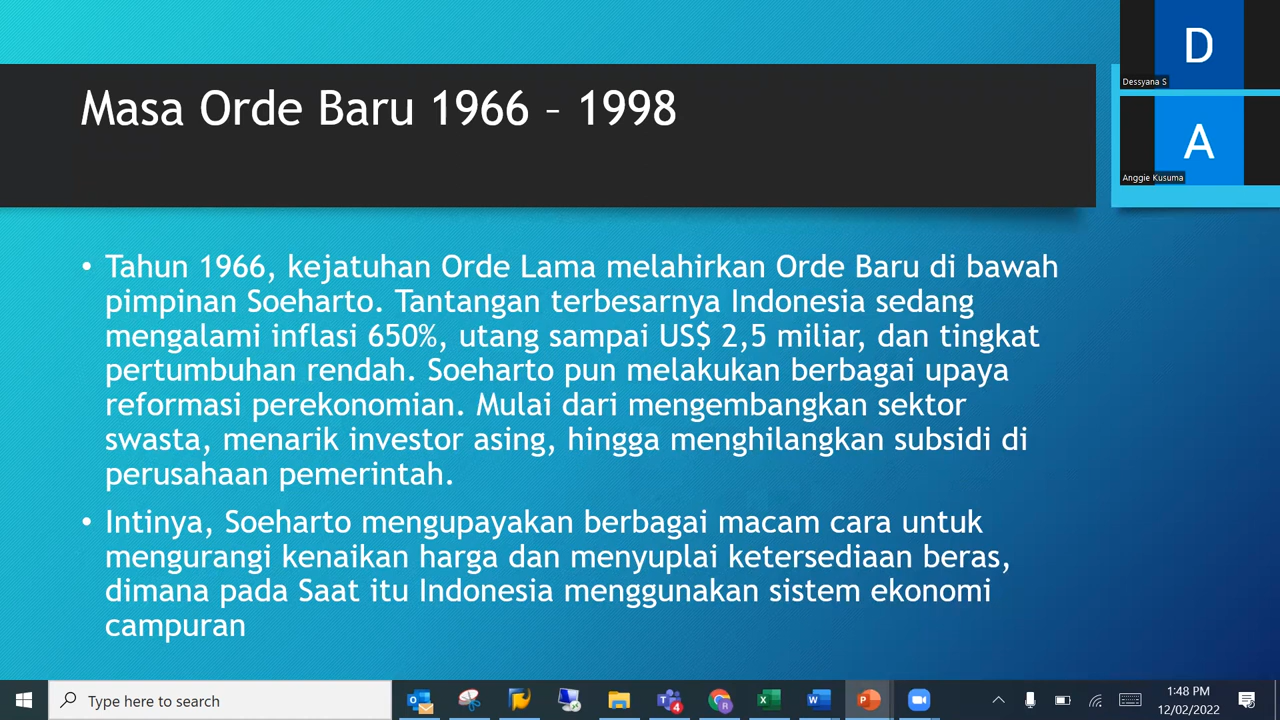 Masa Orde Baru 1966 – 1998
D
Dessyana S
A
Anggie Kusuma
• Tahun 1966, kejatuhan Orde Lama melahirkan Orde Baru di bawah
pimpinan Soeharto. Tantangan terbesarnya Indonesia sedang
mengalami inflasi 650%, utang sampai US$ 2,5 miliar, dan tingkat
pertumbuhan rendah. Soeharto pun melakukan berbagai upaya
reformasi perekonomian. Mulai dari mengembangkan sektor
swasta, menarik investor asing, hingga menghilangkan subsidi di
perusahaan pemerintah.
• Intinya, Soeharto mengupayakan berbagai macam cara untuk
mengurangi kenaikan harga dan menyuplai ketersediaan beras,
dimana pada Saat itu Indonesia menggunakan sistem ekonomi
campuran
Type here to search
4
R
1:48 PM
12/02/2022